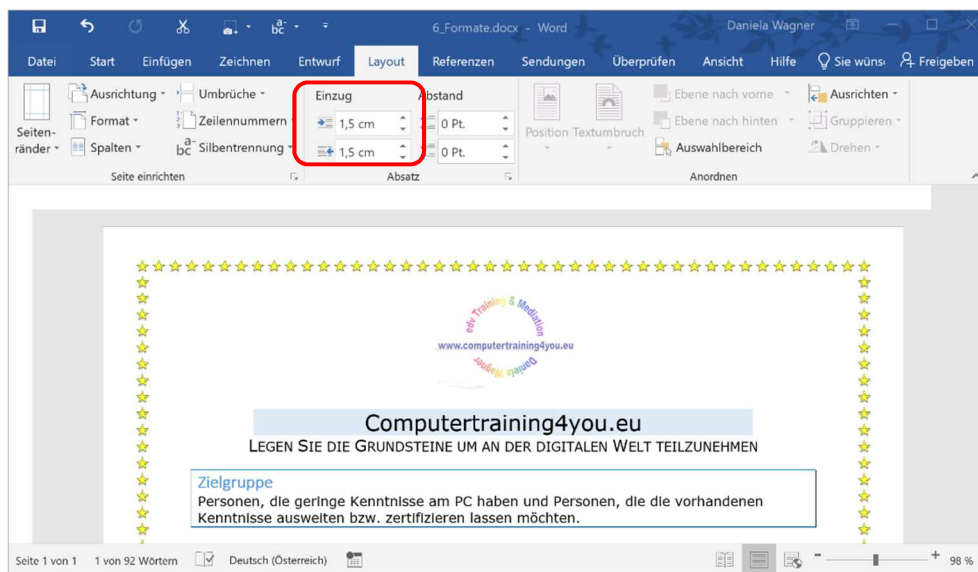 6_Formate.docx - Word
Daniela Wagner
Datei Start Einfügen Zeichnen Entwurf Layout Referenzen Sendungen Überprüfen Ansicht Hilfe Sie wüns Freigeben
Ausrichtung Umbrüche Einzug Abstand Ebene nach vorne Ausrichten
Format Zeilennummern 1,5 cm 0 Pt. Ebene nach hinten Gruppieren
Seiten-
ränder
Position Textumbruch
Spalten Silbentrennung 1,5 cm 0 Pt. Auswahlbereich Drehen
Seite einrichten Absatz Anordnen
edv Training & Mediation
www.computertraining4you.eu
Daniela Wagner
Computertraining4you.eu
LEGEN SIE DIE GRUNDSTEINE UM AN DER DIGITALEN WELT TEILZUNEHMEN
Zielgruppe
Personen, die geringe Kenntnisse am PC haben und Personen, die die vorhandenen
Kenntnisse ausweiten bzw. zertifizieren lassen möchten.
Seite 1 von 1 1 von 92 Wörtern Deutsch (Österreich) 98 %